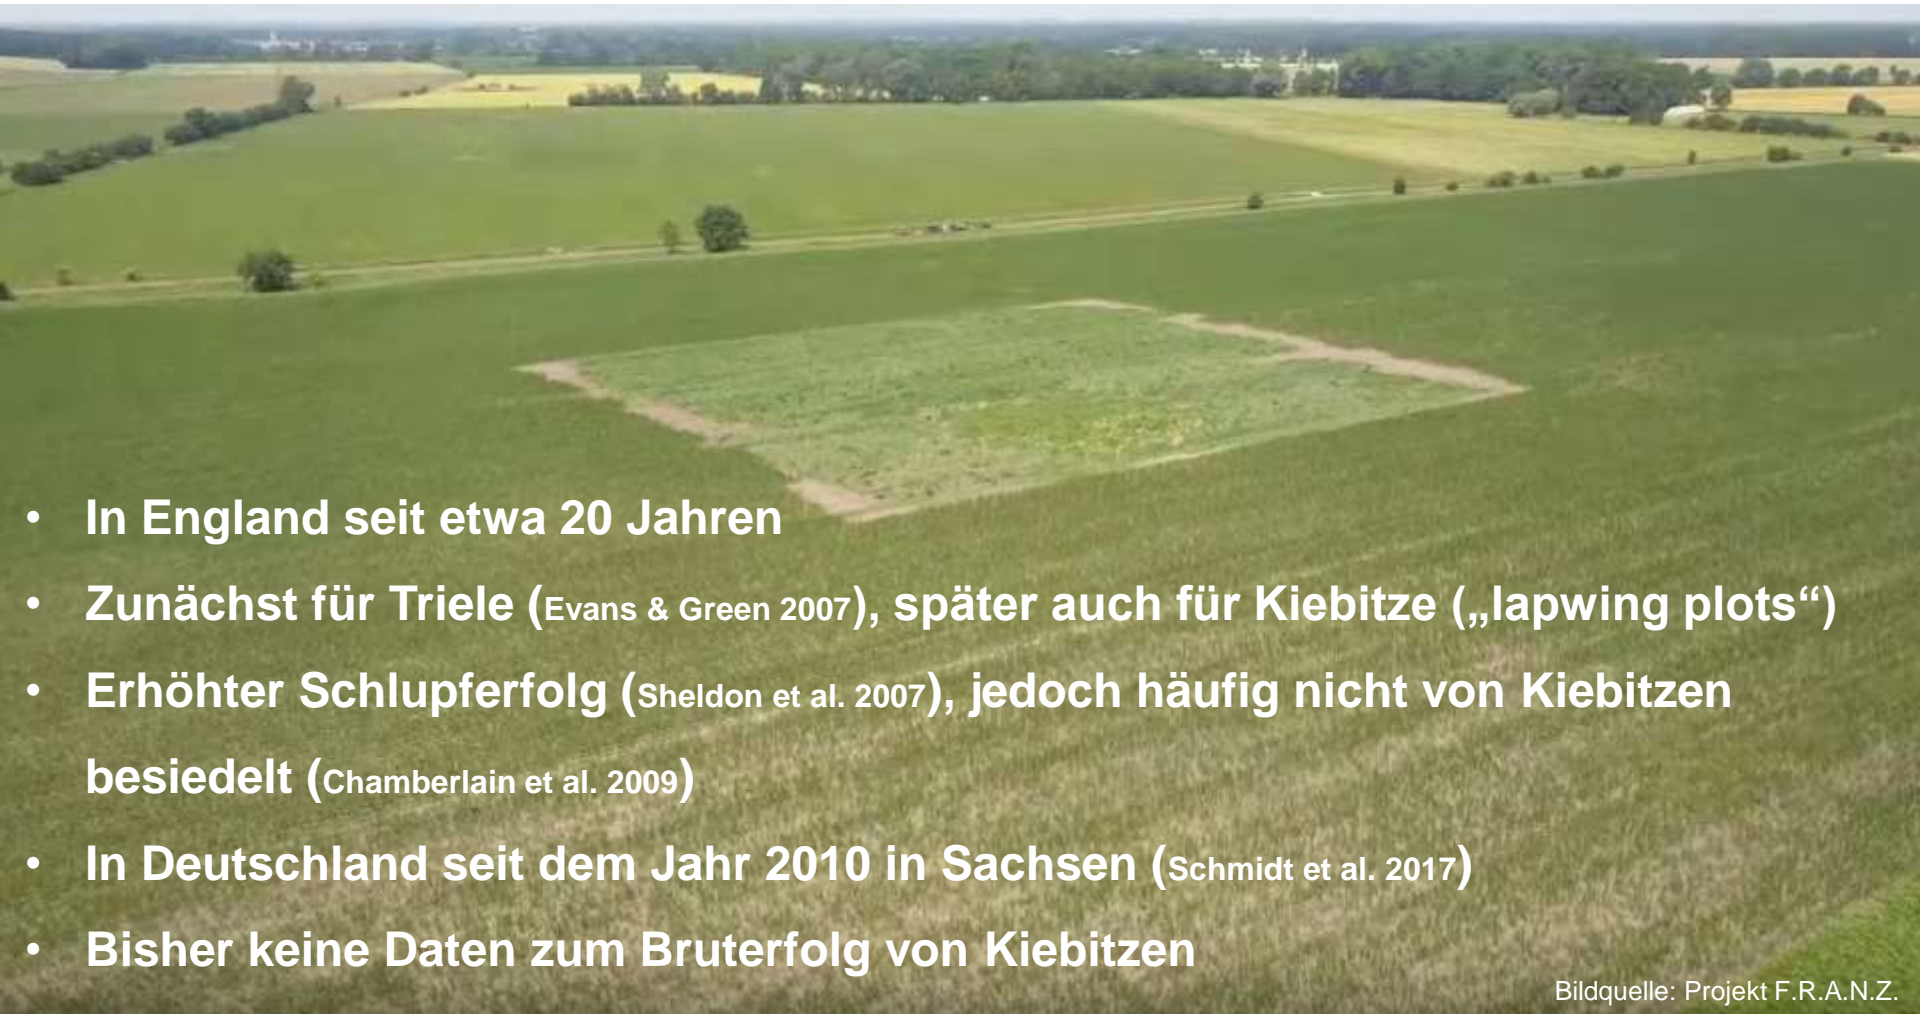 • In England seit etwa 20 Jahren
• Zunächst für Triele (Evans & Green 2007), später auch für Kiebitze („lapwing plots“)
• Erhöhter Schlupferfolg (Sheldon et al. 2007), jedoch häufig nicht von Kiebitzen
besiedelt (Chamberlain et al. 2009)
• In Deutschland seit dem Jahr 2010 in Sachsen (Schmidt et al. 2017)
• Bisher keine Daten zum Bruterfolg von Kiebitzen
Bildquelle: Projekt F.R.A.N.Z.